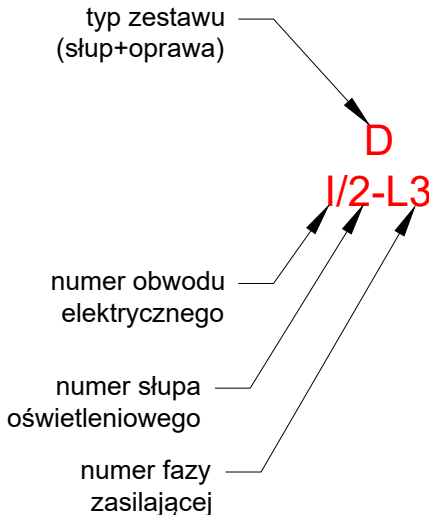 typ zestawu
(słup+oprawa)
D
I/2-L3
numer obwodu
elektrycznego
numer słupa
oświetleniowego
numer fazy
zasilającej